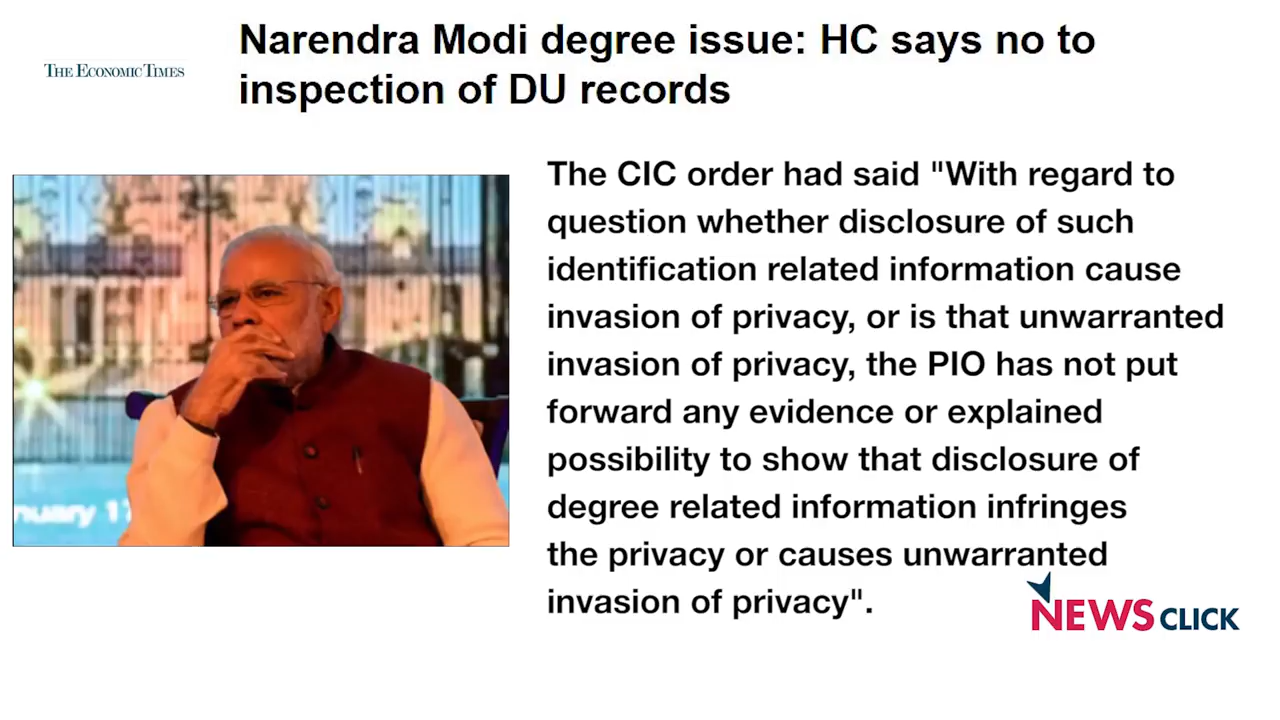 THE ECONOMIC TIMES
Narendra Modi degree issue: HC says no to
inspection of DU records
The CIC order had said "With regard to
question whether disclosure of such
identification related information cause
invasion of privacy, or is that unwarranted
invasion of privacy, the PIO has not put
forward any evidence or explained
possibility to show that disclosure of
degree related information infringes
the privacy or causes unwarranted
invasion of privacy".
nuary 17
NEWSCLICK